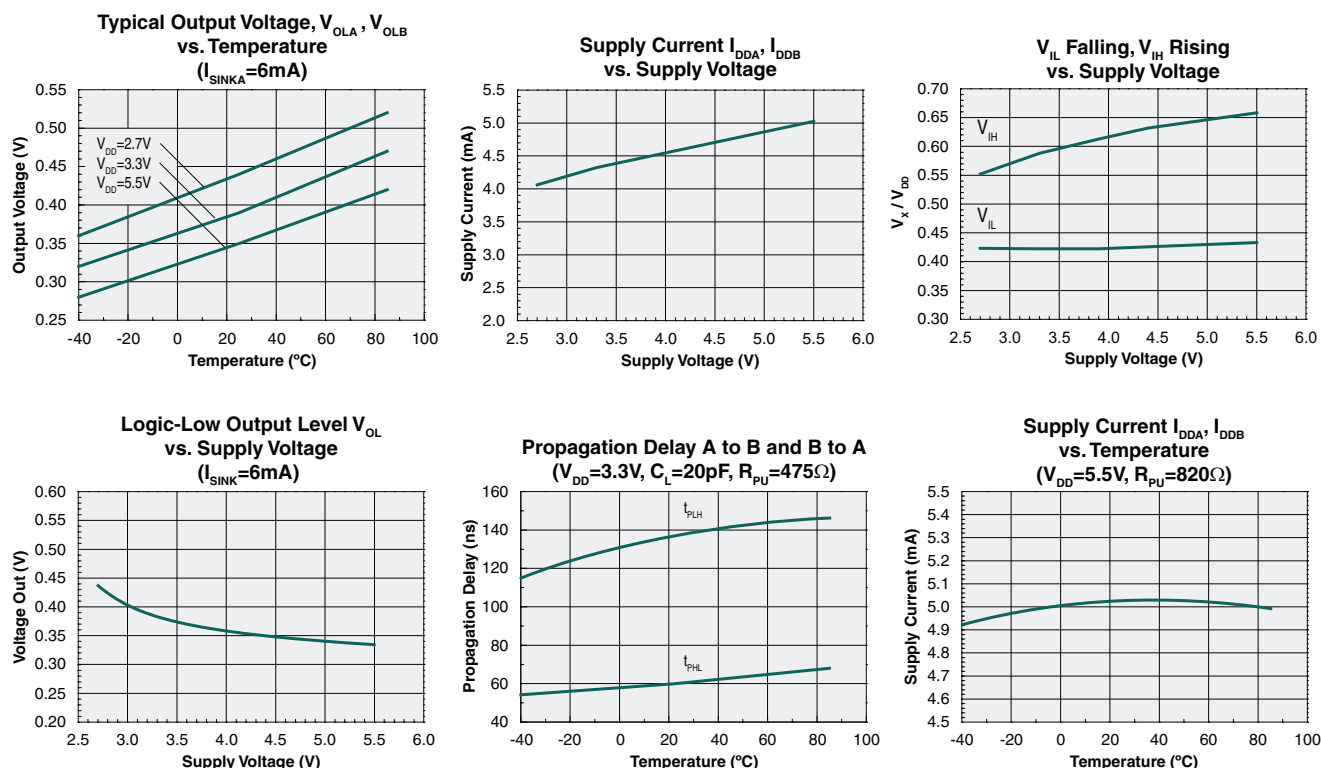 Typical Output Voltage, VOLA , VOLB
vs. Temperature
(ISINKA=6mA)
0.55
0.50
0.45
0.40
0.35
0.30
0.25
Output Voltage (V)
VDD=2.7V
VDD=3.3V
VDD=5.5V
-40 -20 0 20 40 60 80 100
Temperature (ºC)
Supply Current IDDA, IDDB
vs. Supply Voltage
5.5
5.0
4.5
4.0
3.5
3.0
2.5
2.0
Supply Current (mA)
2.5 3.0 3.5 4.0 4.5 5.0 5.5 6.0
Supply Voltage (V)
VIL Falling, VIH Rising
vs. Supply Voltage
0.70
0.65
0.60
0.55
0.50
0.45
0.40
0.35
0.30
VX / VDD
VIH
VIL
2.5 3.0 3.5 4.0 4.5 5.0 5.5 6.0
Supply Voltage (V)
Logic-Low Output Level VOL
vs. Supply Voltage
(ISINK=6mA)
0.60
0.55
0.50
0.45
0.40
0.35
0.30
0.25
0.20
Voltage Out (V)
2.5 3.0 3.5 4.0 4.5 5.0 5.5 6.0
Supply Voltage (V)
Propagation Delay A to B and B to A
(VDD=3.3V, CL=20pF, RPU=475Ω)
160
140
120
100
80
60
40
Propagation Delay (ns)
tPLH
tPHL
-40 -20 0 20 40 60 80 100
Temperature (ºC)
Supply Current IDDA, IDDB
vs. Temperature
(VDD=5.5V, RPU=820Ω)
5.5
5.4
5.3
5.2
5.1
5.0
4.9
4.8
4.7
4.6
4.5
Supply Current (mA)
-40 -20 0 20 40 60 80 100
Temperature (ºC)